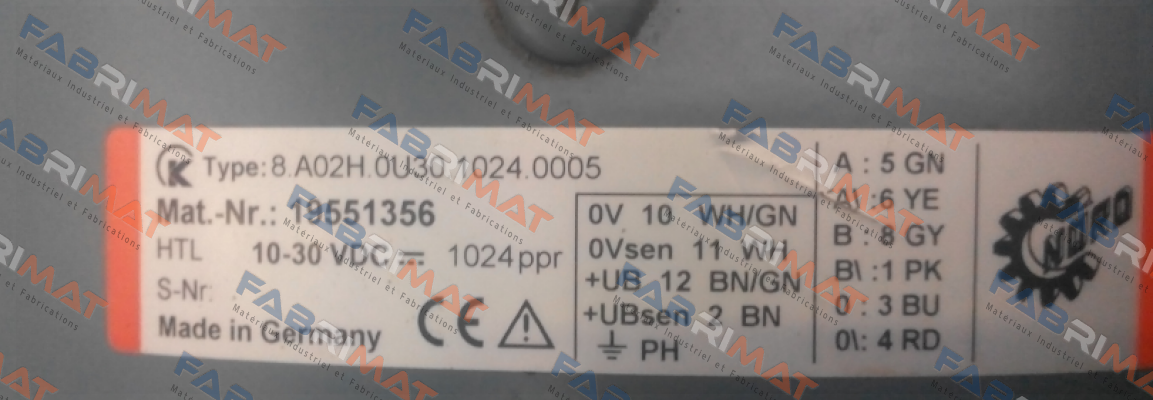 Type: 8.A02H.0U30.1024.0005
Mat.-Nr.: 19551356
HTL 10-30 VDC 1024 ppr
S-Nr:
Made in Germany
CE
0V 10 WH/GN
0Vsen 11 WH
+UB 12 BN/GN
+UBsen 2 BN
PH
A : 5 GN
A\ :6 YE
B : 8 GY
B\ :1 PK
0 : 3 BU
0\: 4 RD
FABRIMAT
Matériaux Industriel et Fabrications